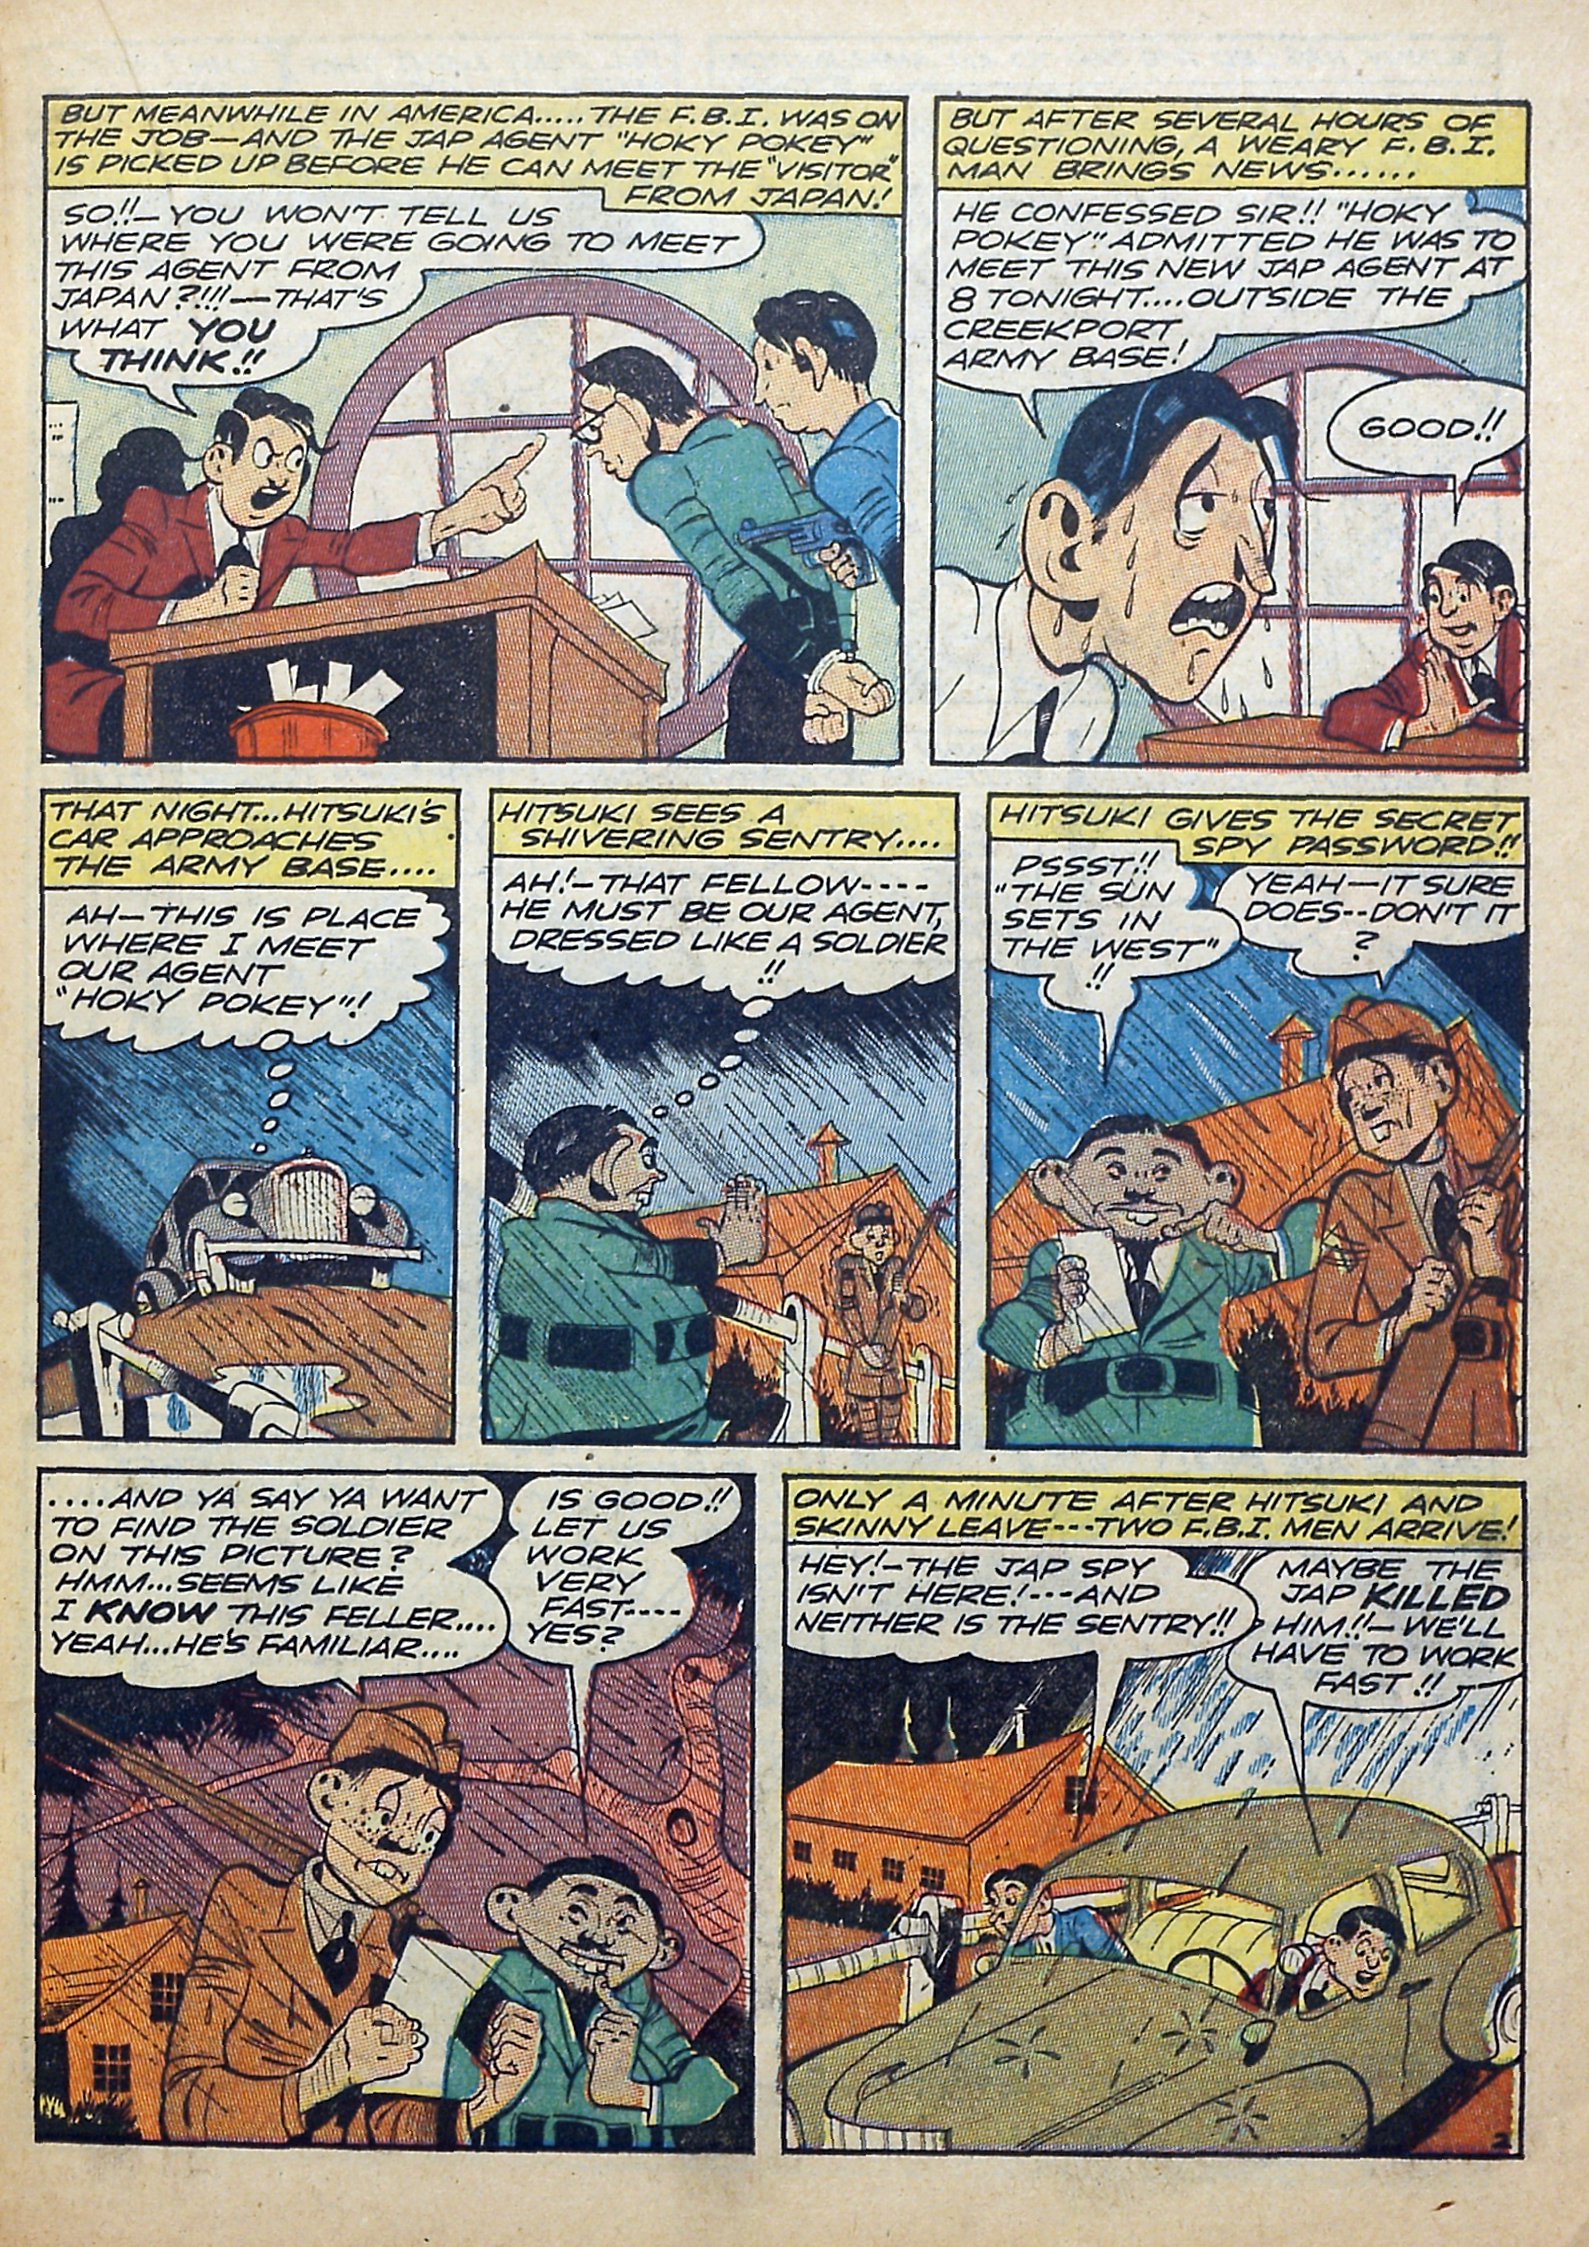 BUT MEANWHILE IN AMERICA..... THE F.B.I. WAS ON
THE JOB—AND THE JAP AGENT "HOKY POKEY"
IS PICKED UP BEFORE HE CAN MEET THE "VISITOR"
FROM JAPAN!
SO!!—YOU WON'T TELL US
WHERE YOU WERE GOING TO MEET
THIS AGENT FROM
JAPAN?!!!—THAT'S
WHAT YOU
THINK!!
BUT AFTER SEVERAL HOURS OF
QUESTIONING, A WEARY F.B.I.
MAN BRINGS NEWS......
HE CONFESSED SIR!! "HOKY
POKEY" ADMITTED HE WAS TO
MEET THIS NEW JAP AGENT AT
8 TONIGHT....OUTSIDE THE
CREEKPORT
ARMY BASE!
GOOD!!
THAT NIGHT...HITSUKI'S
CAR APPROACHES
THE ARMY BASE....
AH—THIS IS PLACE
WHERE I MEET
OUR AGENT
"HOKY POKEY"!
HITSUKI SEES A
SHIVERING SENTRY....
AH!—THAT FELLOW----
HE MUST BE OUR AGENT,
DRESSED LIKE A SOLDIER
!!
HITSUKI GIVES THE SECRET
SPY PASSWORD!!
PSSST!!
"THE SUN
SETS IN
THE WEST"
!!
YEAH—IT SURE
DOES--DON'T IT
?
....AND YA SAY YA WANT
TO FIND THE SOLDIER
ON THIS PICTURE?
HMM...SEEMS LIKE
I KNOW THIS FELLER....
YEAH...HE'S FAMILIAR....
IS GOOD!!
LET US
WORK
VERY
FAST----
YES?
ONLY A MINUTE AFTER HITSUKI AND
SKINNY LEAVE---TWO F.B.I. MEN ARRIVE!
HEY!—THE JAP SPY
ISN'T HERE!---AND
NEITHER IS THE SENTRY!!
MAYBE THE
JAP KILLED
HIM!!—WE'LL
HAVE TO WORK
FAST!!
2